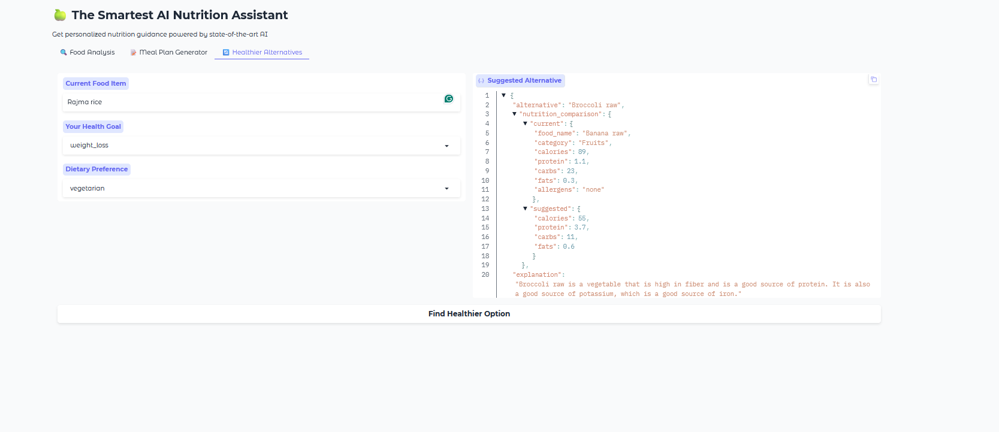 The Smartest AI Nutrition Assistant
Get personalized nutrition guidance powered by state-of-the-art AI
Food Analysis
Meal Plan Generator
Healthier Alternatives
Current Food Item
Rajma rice
Your Health Goal
weight_loss
Dietary Preference
vegetarian
Suggested Alternative
1 {
2 "alternative": "Broccoli raw",
3 "nutrition_comparison": {
4 "current": {
5 "food_name": "Banana raw",
6 "category": "Fruits",
7 "calories": 89,
8 "protein": 1.1,
9 "carbs": 23,
10 "fats": 0.3,
11 "allergens": "none"
12 },
13 "suggested": {
14 "calories": 55,
15 "protein": 3.7,
16 "carbs": 11,
17 "fats": 0.6
18 }
19 },
20 "explanation":
"Broccoli raw is a vegetable that is high in fiber and is a good source of protein. It is also
a good source of potassium, which is a good source of iron."
Find Healthier Option